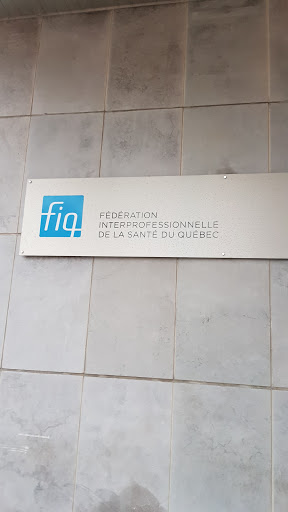 fiq
FÉDÉRATION
INTERPROFESSIONNELLE
DE LA SANTÉ DU QUÉBEC